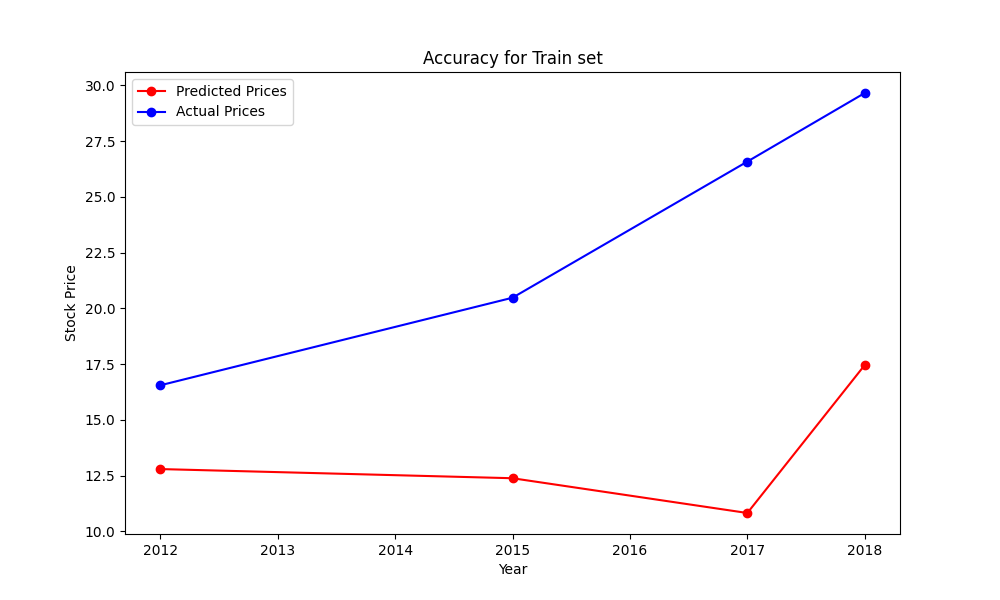 Accuracy for Train set
Predicted Prices
Actual Prices
30.0
27.5
25.0
22.5
20.0
17.5
15.0
12.5
10.0
Stock Price
2012 2013 2014 2015 2016 2017 2018
Year